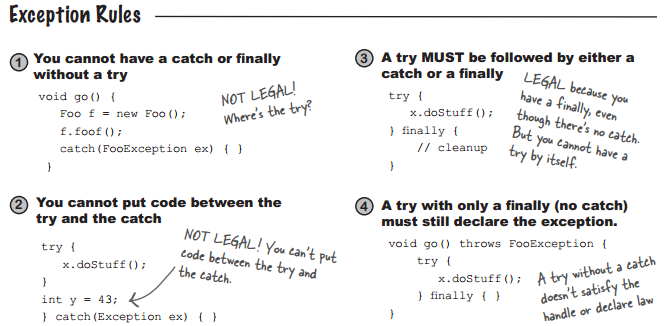 Exception Rules
1 You cannot have a catch or finally
without a try
void go() {
Foo f = new Foo();
f.foof();
catch(FooException ex) { }
}
NOT LEGAL!
Where's the try?
2 You cannot put code between the
try and the catch
try {
x.doStuff();
}
int y = 43;
} catch(Exception ex) { }
NOT LEGAL! You can't put
code between the try and
the catch.
3 A try MUST be followed by either a
catch or a finally
try {
x.doStuff();
} finally {
// cleanup
}
LEGAL because you
have a finally, even
though there's no catch.
But you cannot have a
try by itself.
4 A try with only a finally (no catch)
must still declare the exception.
void go() throws FooException {
try {
x.doStuff();
} finally { }
}
A try without a catch
doesn't satisfy the
handle or declare law